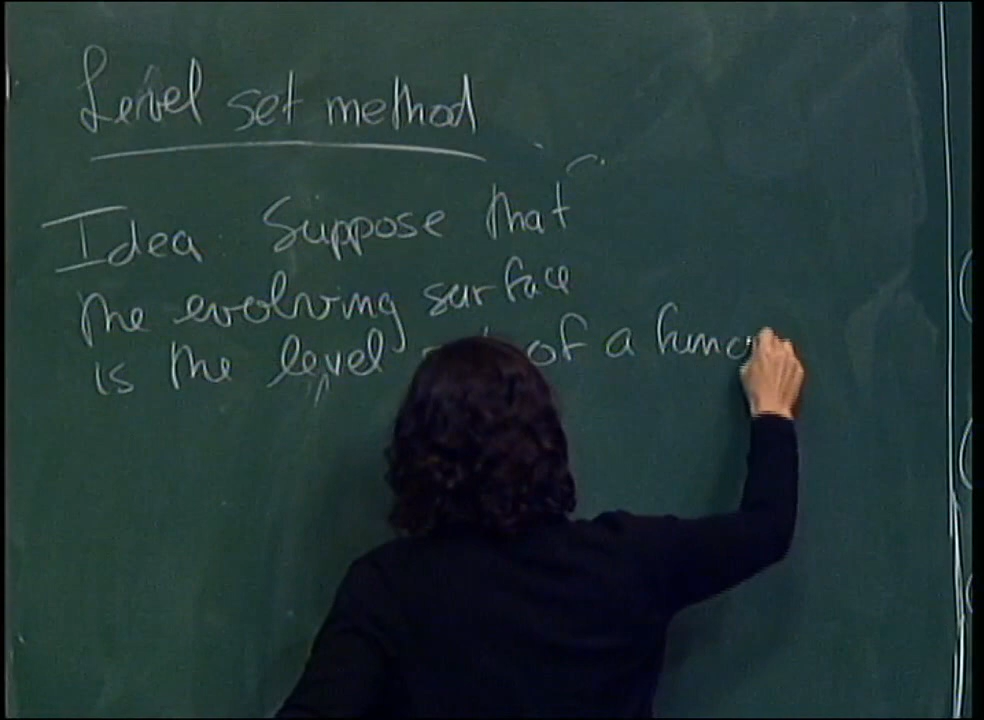 Level set method
Idea Suppose that
the evolving surface
is the level of a func